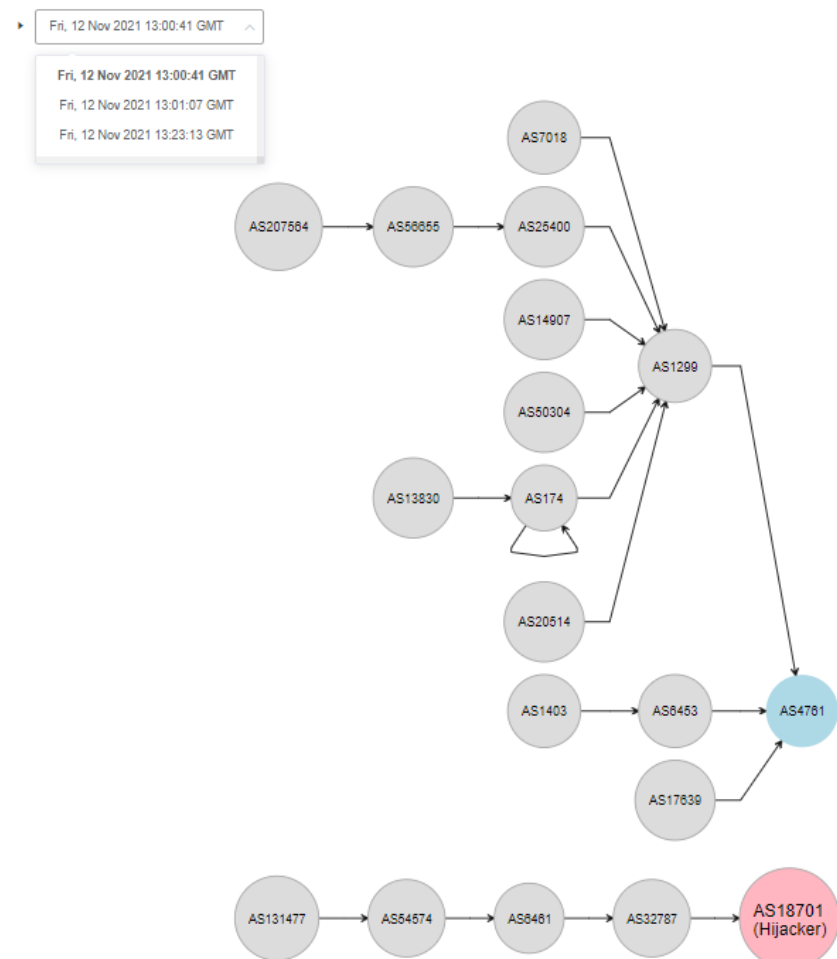 Fri, 12 Nov 2021 13:00:41 GMT
Fri, 12 Nov 2021 13:00:41 GMT
Fri, 12 Nov 2021 13:01:07 GMT
Fri, 12 Nov 2021 13:23:13 GMT
AS7018
AS207564
AS56655
AS25400
AS14907
AS1299
AS50304
AS13830
AS174
AS20514
AS1403
AS6453
AS4761
AS17639
AS131477
AS54574
AS6461
AS32787
AS18701
(Hijacker)